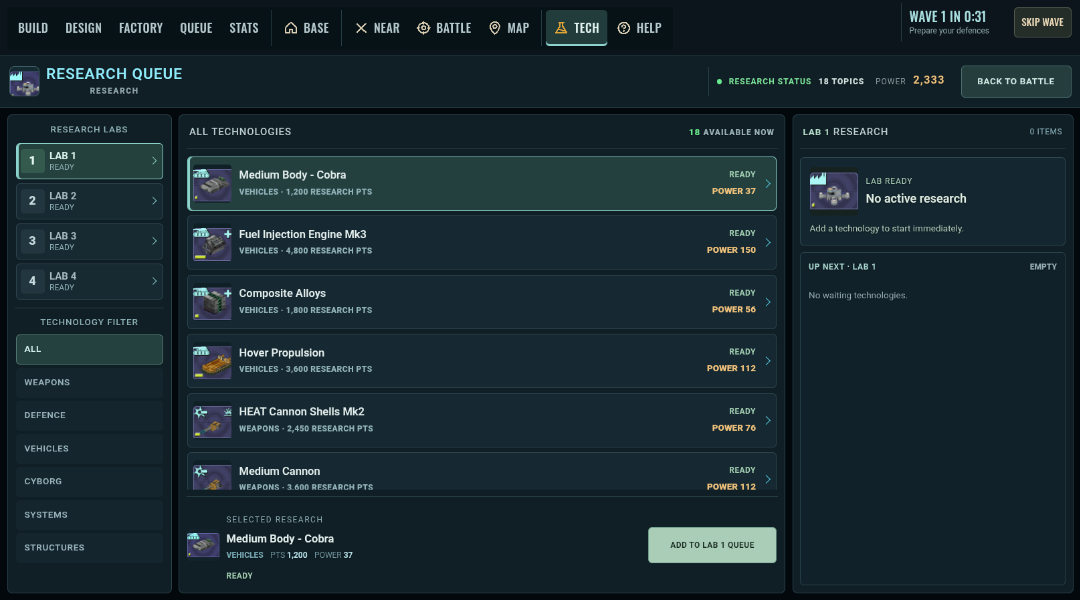 BUILD DESIGN FACTORY QUEUE STATS BASE NEAR BATTLE MAP TECH HELP
WAVE 1 IN 0:31
Prepare your defences
SKIP WAVE
RESEARCH QUEUE
RESEARCH
RESEARCH STATUS 18 TOPICS POWER 2,333
BACK TO BATTLE
RESEARCH LABS
1 LAB 1
READY
2 LAB 2
READY
3 LAB 3
READY
4 LAB 4
READY
TECHNOLOGY FILTER
ALL
WEAPONS
DEFENCE
VEHICLES
CYBORG
SYSTEMS
STRUCTURES
ALL TECHNOLOGIES
18 AVAILABLE NOW
Medium Body - Cobra
VEHICLES · 1,200 RESEARCH PTS
READY
POWER 37
Fuel Injection Engine Mk3
VEHICLES · 4,800 RESEARCH PTS
READY
POWER 150
Composite Alloys
VEHICLES · 1,800 RESEARCH PTS
READY
POWER 56
Hover Propulsion
VEHICLES · 3,600 RESEARCH PTS
READY
POWER 112
HEAT Cannon Shells Mk2
WEAPONS · 2,450 RESEARCH PTS
READY
POWER 76
Medium Cannon
WEAPONS · 3,600 RESEARCH PTS
READY
POWER 112
SELECTED RESEARCH
Medium Body - Cobra
VEHICLES PTS 1,200 POWER 37
READY
ADD TO LAB 1 QUEUE
LAB 1 RESEARCH
0 ITEMS
LAB READY
No active research
Add a technology to start immediately.
UP NEXT · LAB 1
EMPTY
No waiting technologies.